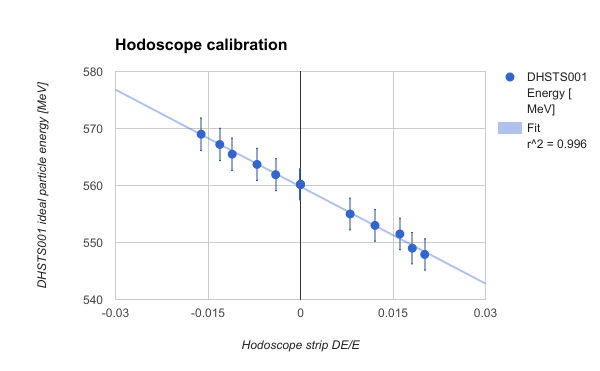 Hodoscope calibration
DHSTS001 ideal particle energy [MeV]
580
570
560
550
540
-0.03
-0.015
0
0.015
0.03
Hodoscope strip DE/E
DHSTS001
Energy [
MeV]
Fit
r^2 = 0.996